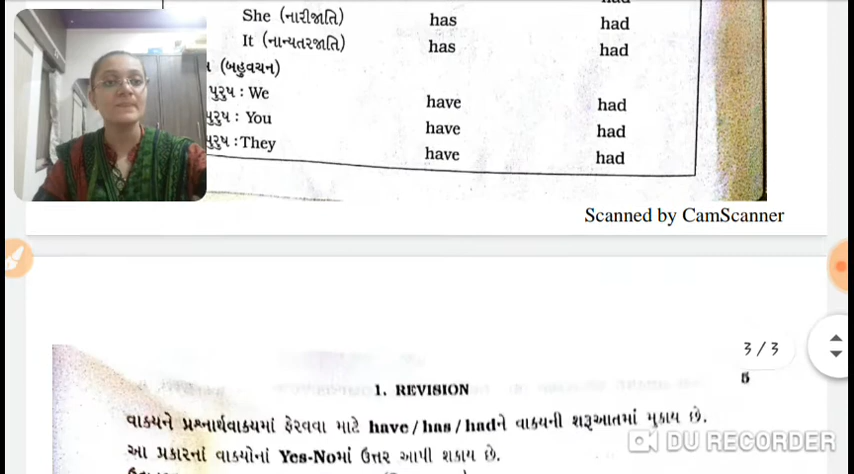 She (નારીજાતિ) has had
It (નાન્યતરજાતિ) has had
(બહુવચન)
પુરુષ : We have had
પુરુષ : You have had
પુરુષ : They have had
Scanned by CamScanner
3 / 3
5
1. REVISION
વાક્યને પ્રશ્નાર્થવાક્યમાં ફેરવવા માટે have / has / hadને વાક્યની શરૂઆતમાં મુકાય છે.
આ પ્રકારનાં વાક્યોનાં Yes-Noમાં ઉત્તર આપી શકાય છે.
DU RECORDER